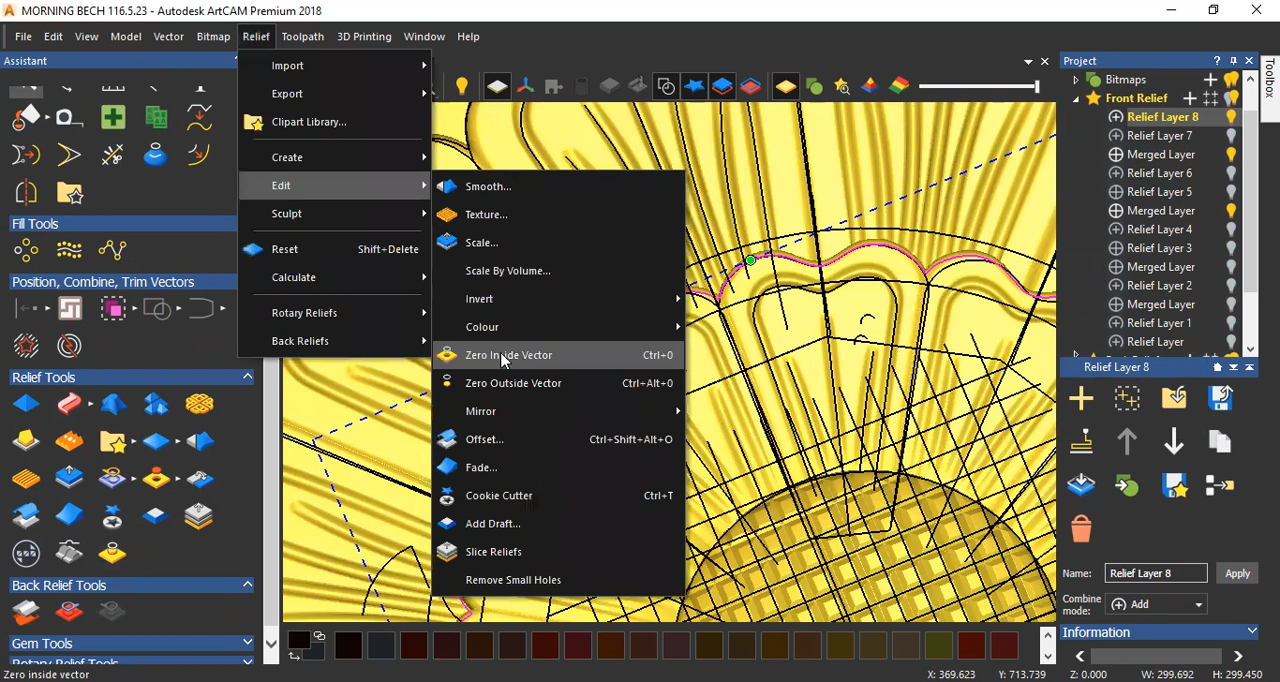 MORNING BECH 116.5.23 - Autodesk ArtCAM Premium 2018
File Edit View Model Vector Bitmap Relief Toolpath 3D Printing Window Help
Assistant
Fill Tools
Position, Combine, Trim Vectors
Relief Tools
Back Relief Tools
Gem Tools
Rotary Relief Tools
Zero inside vector
Import
Export
Clipart Library...
Create
Edit
Sculpt
Reset Shift+Delete
Calculate
Rotary Reliefs
Back Reliefs
Smooth...
Texture...
Scale...
Scale By Volume...
Invert
Colour
Zero Inside Vector Ctrl+0
Zero Outside Vector Ctrl+Alt+0
Mirror
Offset... Ctrl+Shift+Alt+O
Fade...
Cookie Cutter Ctrl+T
Add Draft...
Slice Reliefs
Remove Small Holes
Project
Toolbox
Bitmaps
Front Relief
Relief Layer 8
Relief Layer 7
Merged Layer
Relief Layer 6
Relief Layer 5
Merged Layer
Relief Layer 4
Relief Layer 3
Merged Layer
Relief Layer 2
Merged Layer
Relief Layer 1
Relief Layer
Relief Layer 8
Name: Relief Layer 8 Apply
Combine mode: Add
Information
X: 369.623 Y: 713.739 Z: 0.000 W: 299.692 H: 299.450